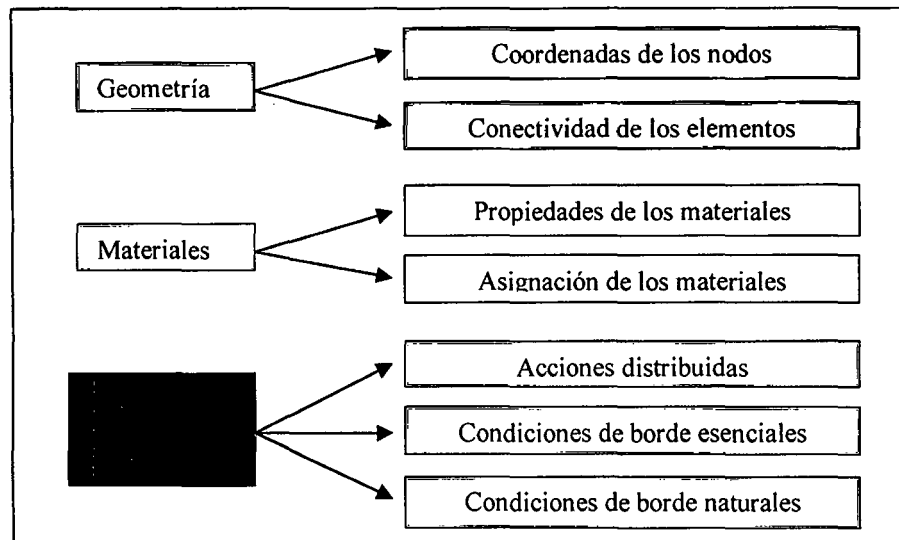 Geometría
Coordenadas de los nodos
Conectividad de los elementos
Materiales
Propiedades de los materiales
Asignación de los materiales
Acciones distribuidas
Condiciones de borde esenciales
Condiciones de borde naturales